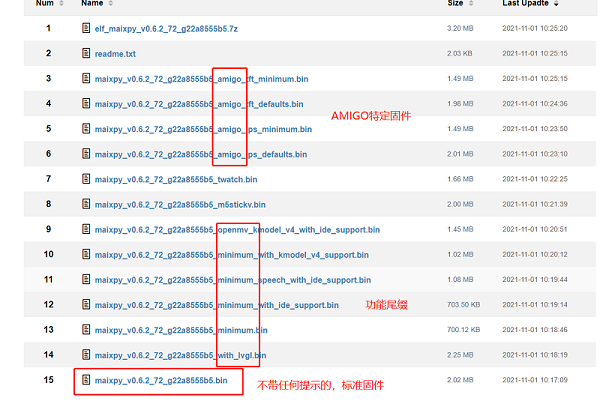 Num Name Size Last Upadte
1 elf_maixpy_v0.6.2_72_g22a8555b5.7z 3.20 MB 2021-11-01 10:25:20
2 readme.txt 2.03 KB 2021-11-01 10:25:15
3 maixpy_v0.6.2_72_g22a8555b5_amigo_tft_minimum.bin 1.49 MB 2021-11-01 10:25:15
4 maixpy_v0.6.2_72_g22a8555b5_amigo_tft_defaults.bin 1.98 MB 2021-11-01 10:24:36
AMIGO特定固件
5 maixpy_v0.6.2_72_g22a8555b5_amigo_ips_minimum.bin 1.49 MB 2021-11-01 10:23:50
6 maixpy_v0.6.2_72_g22a8555b5_amigo_ips_defaults.bin 2.01 MB 2021-11-01 10:23:10
7 maixpy_v0.6.2_72_g22a8555b5_twatch.bin 1.66 MB 2021-11-01 10:22:25
8 maixpy_v0.6.2_72_g22a8555b5_m5stickv.bin 2.00 MB 2021-11-01 10:21:39
9 maixpy_v0.6.2_72_g22a8555b5_openmv_kmodel_v4_with_ide_support.bin 1.45 MB 2021-11-01 10:20:51
10 maixpy_v0.6.2_72_g22a8555b5_minimum_with_kmodel_v4_support.bin 1.02 MB 2021-11-01 10:20:12
11 maixpy_v0.6.2_72_g22a8555b5_minimum_speech_with_ide_support.bin 1.08 MB 2021-11-01 10:19:44
12 maixpy_v0.6.2_72_g22a8555b5_minimum_with_ide_support.bin 功能尾缀 703.50 KB 2021-11-01 10:19:14
13 maixpy_v0.6.2_72_g22a8555b5_minimum.bin 700.12 KB 2021-11-01 10:18:46
14 maixpy_v0.6.2_72_g22a8555b5_with_lvgl.bin 2.25 MB 2021-11-01 10:18:19
15 maixpy_v0.6.2_72_g22a8555b5.bin 不带任何提示的，标准固件 2.02 MB 2021-11-01 10:17:09